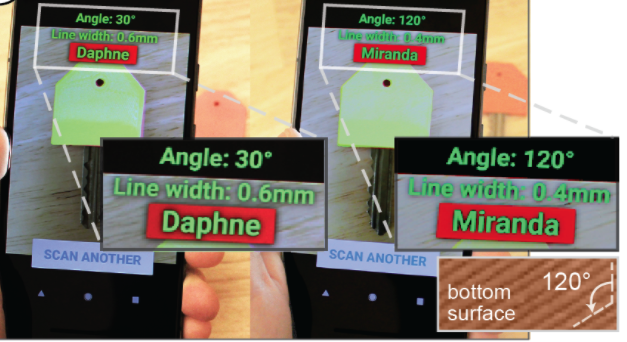 Angle: 30°
Line width: 0.6mm
Daphne
Angle: 30°
Line width: 0.6mm
Daphne
SCAN ANOTHER
Angle: 120°
Line width: 0.4mm
Miranda
Angle: 120°
Line width: 0.4mm
Miranda
SCAN ANOTHER
bottom
surface
120°